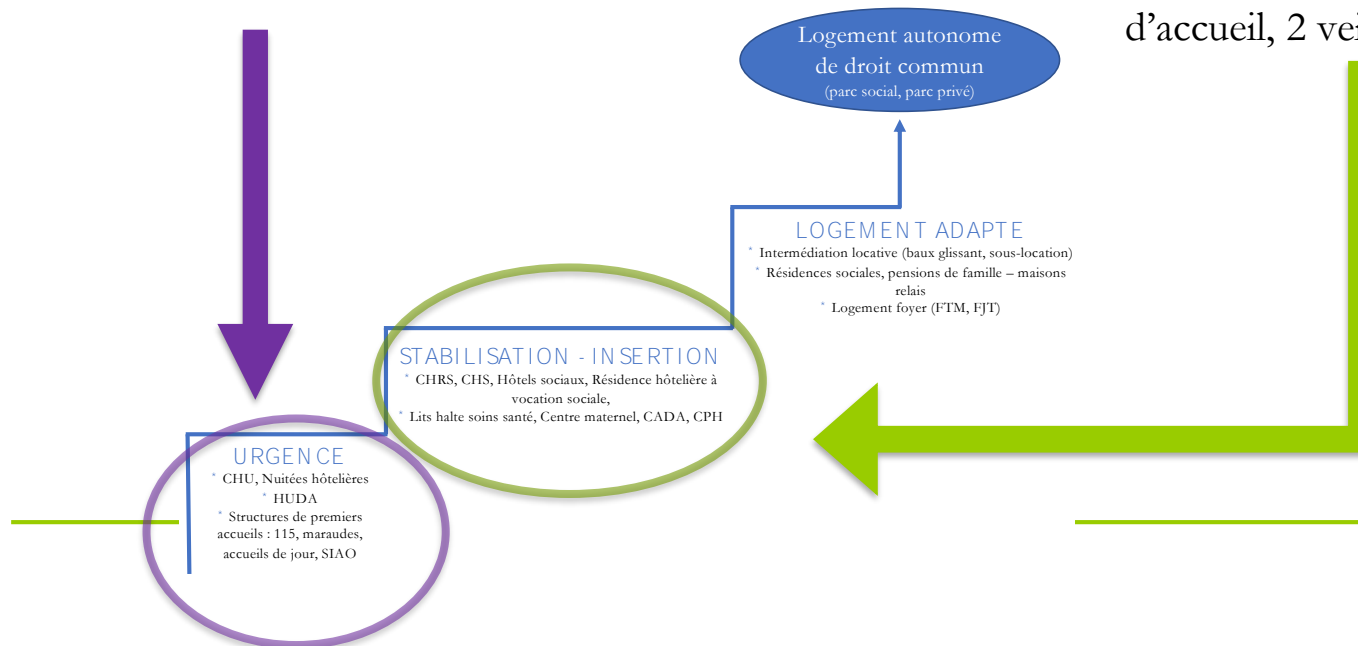 Logement autonome
de droit commun
(parc social, parc privé)
d’accueil, 2
LOGEMENT ADAPTE
* Intermédiation locative (baux glissant, sous-location)
* Résidences sociales, pensions de famille – maisons
relais
* Logement foyer (FTM, FJT)
STABILISATION - INSERTION
* CHRS, CHS, Hôtels sociaux, Résidence hôtelière à
vocation sociale,
* Lits halte soins santé, Centre maternel, CADA, CPH
URGENCE
* CHU, Nuitées hôtelières
* HUDA
* Structures de premiers
accueils : 115, maraudes,
accueils de jour, SIAO